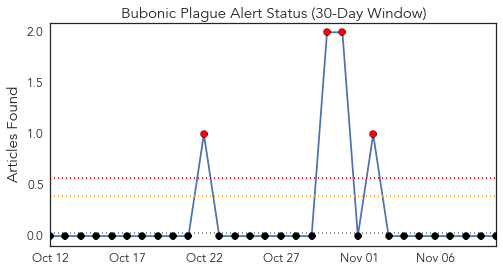 Bubonic Plague Alert Status (30-Day Window)
Articles Found
2.0
1.5
1.0
0.5
0.0
Oct 12 Oct 17 Oct 22 Oct 27 Nov 01 Nov 06